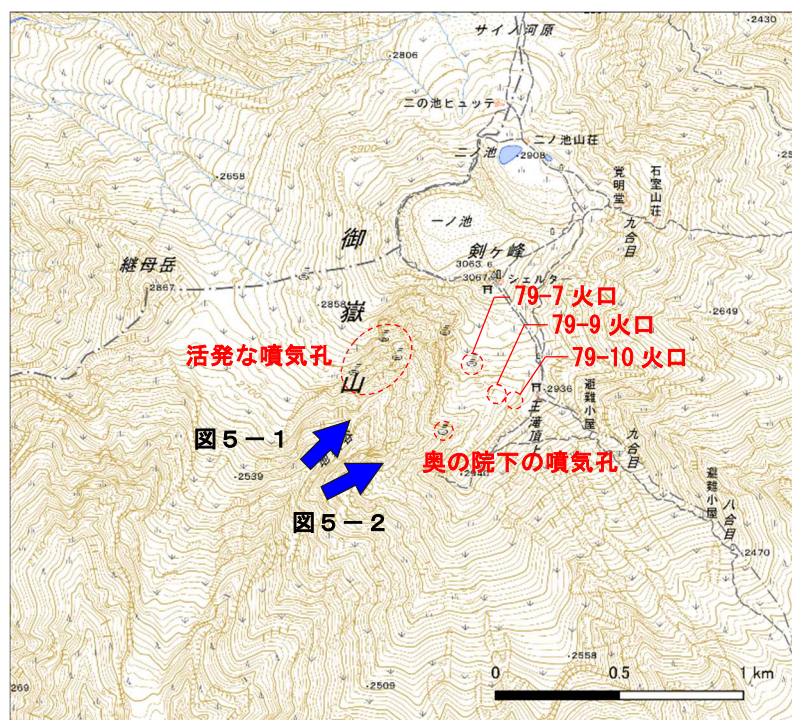 2430
サイノ河原
2806
二の池ヒュッテ
二ノ池
2908
二ノ池山荘
2658
覚明堂
石室山荘
九合目
一ノ池
御嶽山
剣ケ峰
3063.6
3067
シェルター
継母岳
2867
2858
79-7 火口
2649
79-9 火口
活発な噴気孔
79-10 火口
2936
避難小屋
王滝頂上
図5-1
九合目
奥の院下の噴気孔
2539
避難小屋
八合目
図5-2
2470
2558
0 0.5 1 km
269
2509